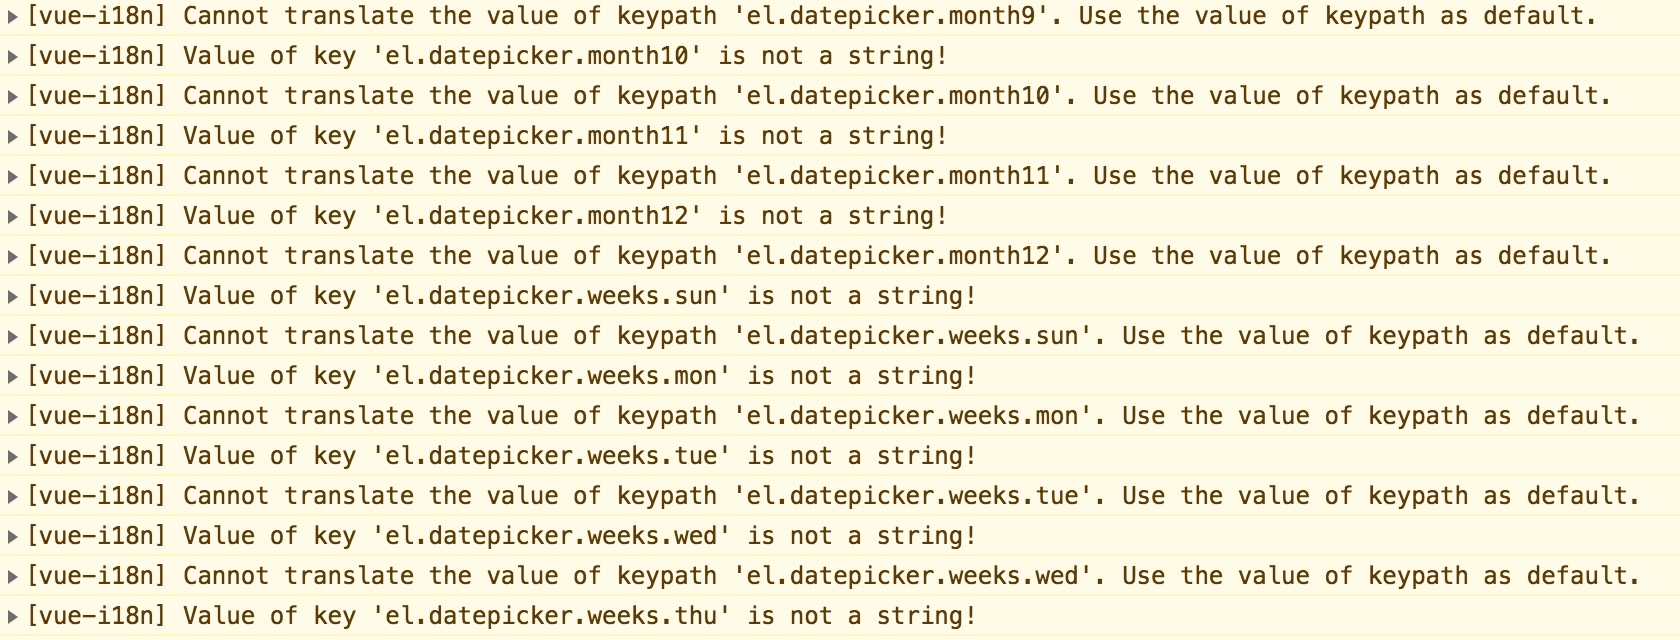 [vue-i18n] Cannot translate the value of keypath 'el.datepicker.month9'. Use the value of keypath as default.
[vue-i18n] Value of key 'el.datepicker.month10' is not a string!
[vue-i18n] Cannot translate the value of keypath 'el.datepicker.month10'. Use the value of keypath as default.
[vue-i18n] Value of key 'el.datepicker.month11' is not a string!
[vue-i18n] Cannot translate the value of keypath 'el.datepicker.month11'. Use the value of keypath as default.
[vue-i18n] Value of key 'el.datepicker.month12' is not a string!
[vue-i18n] Cannot translate the value of keypath 'el.datepicker.month12'. Use the value of keypath as default.
[vue-i18n] Value of key 'el.datepicker.weeks.sun' is not a string!
[vue-i18n] Cannot translate the value of keypath 'el.datepicker.weeks.sun'. Use the value of keypath as default.
[vue-i18n] Value of key 'el.datepicker.weeks.mon' is not a string!
[vue-i18n] Cannot translate the value of keypath 'el.datepicker.weeks.mon'. Use the value of keypath as default.
[vue-i18n] Value of key 'el.datepicker.weeks.tue' is not a string!
[vue-i18n] Cannot translate the value of keypath 'el.datepicker.weeks.tue'. Use the value of keypath as default.
[vue-i18n] Value of key 'el.datepicker.weeks.wed' is not a string!
[vue-i18n] Cannot translate the value of keypath 'el.datepicker.weeks.wed'. Use the value of keypath as default.
[vue-i18n] Value of key 'el.datepicker.weeks.thu' is not a string!